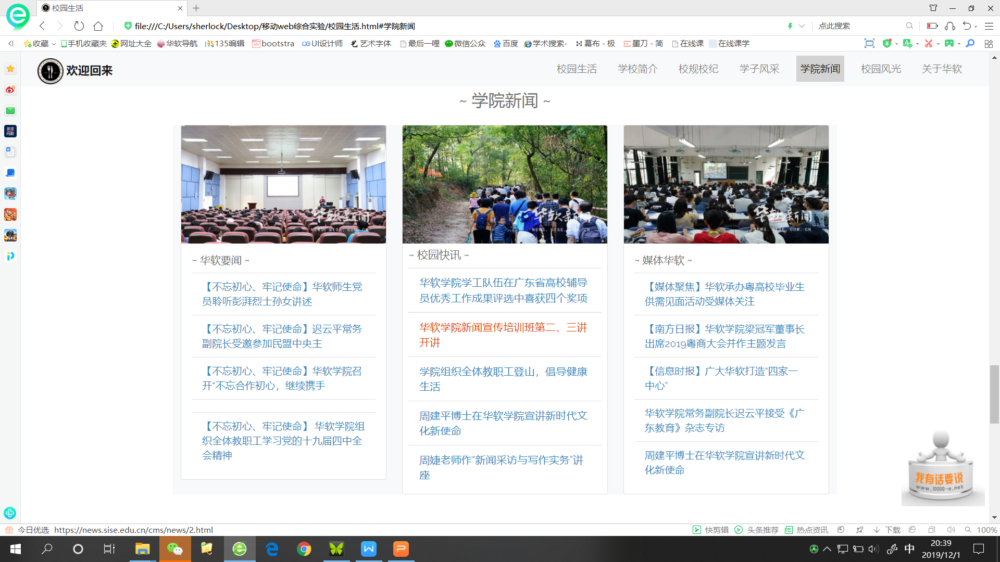 校园生活
file:///C:/Users/sherlock/Desktop/移动web综合实验/校园生活.html#学院新闻
点此搜索
收藏 手机收藏夹 网址大全 华软导航 135编辑 bootstra UI设计师 艺术字体 最后一哩 微信公众 百度 学术搜索- 幕布 - 极 墨刀 - 简 在线课 在线课学
欢迎回来
校园生活 学校简介 校规校纪 学子风采 学院新闻 校园风光 关于华软
~ 学院新闻 ~
华软新闻
NEWS.SISE.COM.CN
华软新闻
NEWS.SISE.COM.CN
华软新闻
NEWS.SISE.COM.CN
~ 华软要闻 ~
【不忘初心、牢记使命】华软师生党
员聆听彭湃烈士孙女讲述
【不忘初心、牢记使命】迟云平常务
副院长受邀参加民盟中央主
【不忘初心、牢记使命】华软学院召
开“不忘合作初心，继续携手
【不忘初心、牢记使命】 华软学院组
织全体教职工学习党的十九届四中全
会精神
~ 校园快讯 ~
华软学院学工队伍在广东省高校辅导
员优秀工作成果评选中喜获四个奖项
华软学院新闻宣传培训班第二、三讲
开讲
学院组织全体教职工登山，倡导健康
生活
周建平博士在华软学院宣讲新时代文
化新使命
周婕老师作“新闻采访与写作实务”讲
座
~ 媒体华软 ~
【媒体聚焦】华软承办粤高校毕业生
供需见面活动受媒体关注
【南方日报】华软学院梁冠军董事长
出席2019粤商大会并作主题发言
【信息时报】广大华软打造“四家一
中心”
华软学院常务副院长迟云平接受《广
东教育》杂志专访
周建平博士在华软学院宣讲新时代文
化新使命
我有话要说
www.10000-e.net
今日优选 https://news.sise.edu.cn/cms/news/2.html
快剪辑 头条推荐 热点资讯 下载 100%
中
20:39
2019/12/1